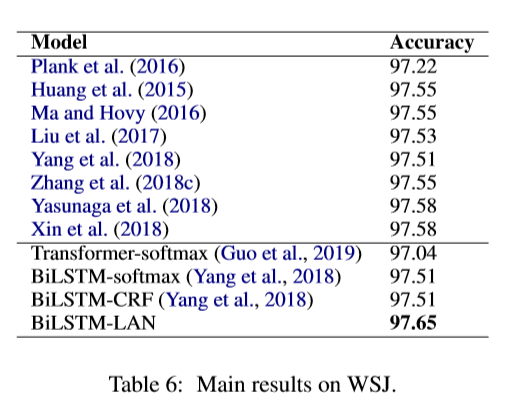 Model Accuracy
Plank et al. (2016) 97.22
Huang et al. (2015) 97.55
Ma and Hovy (2016) 97.55
Liu et al. (2017) 97.53
Yang et al. (2018) 97.51
Zhang et al. (2018c) 97.55
Yasunaga et al. (2018) 97.58
Xin et al. (2018) 97.58
Transformer-softmax (Guo et al., 2019) 97.04
BiLSTM-softmax (Yang et al., 2018) 97.51
BiLSTM-CRF (Yang et al., 2018) 97.51
BiLSTM-LAN 97.65
Table 6: Main results on WSJ.